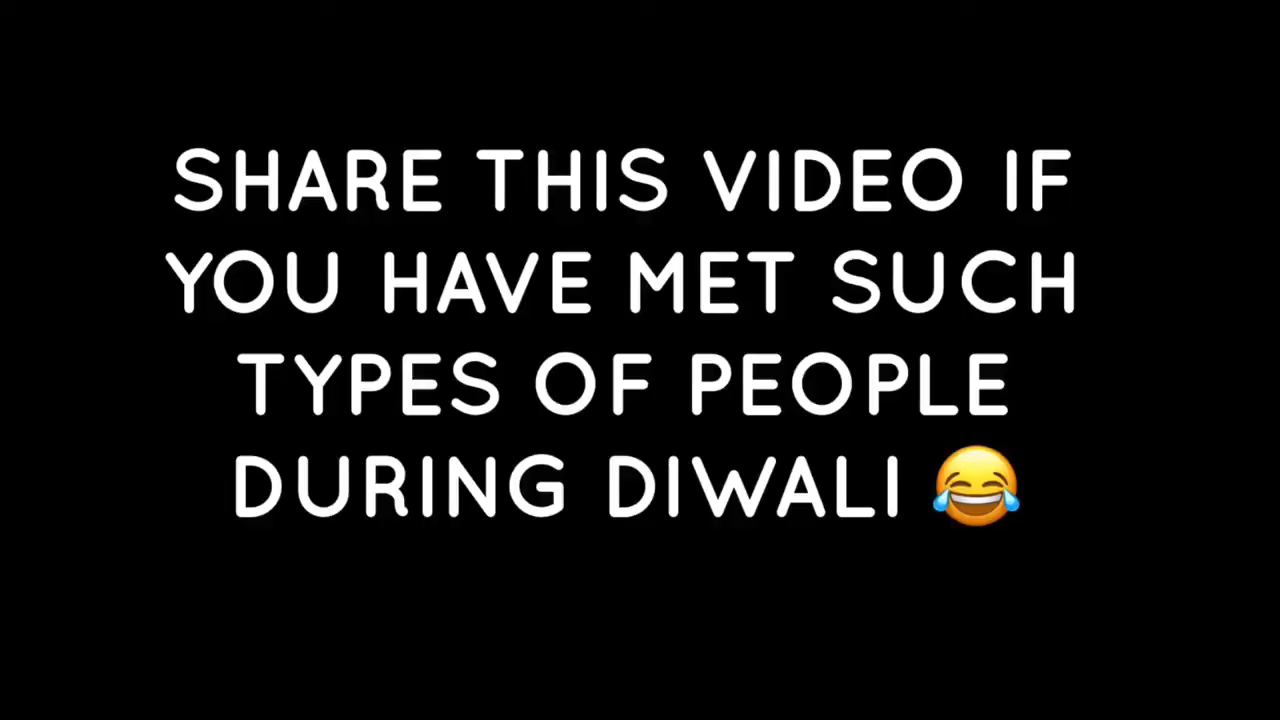 SHARE THIS VIDEO IF
YOU HAVE MET SUCH
TYPES OF PEOPLE
DURING DIWALI 😂